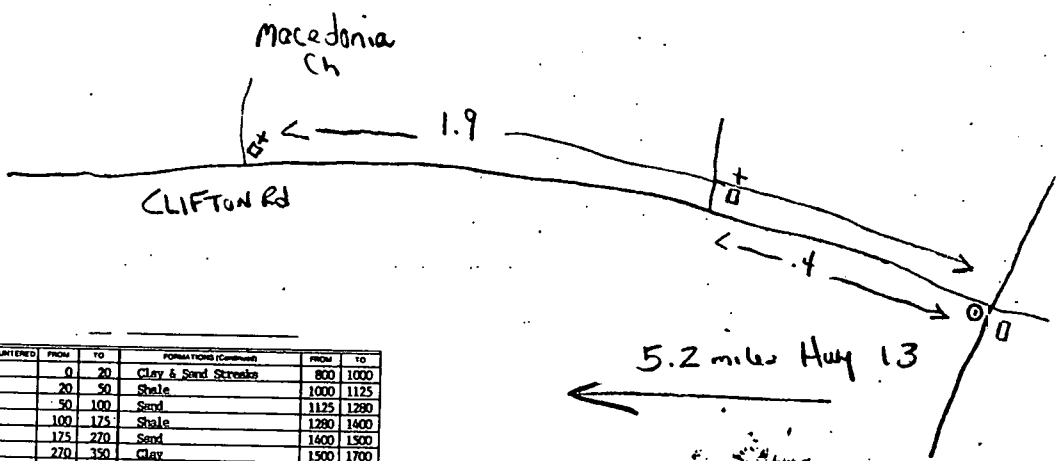 Macedonia
Ch
1.9
CLIFTON Rd
.4
5.2 miles Hwy 13
FROM TO FORMATIONS (Continued) FROM TO
0 20 Clay & Sand Streaks 800 1000
20 50 Shale 1000 1125
50 100 Sand 1125 1280
100 175 Shale 1280 1400
175 270 Sand 1400 1500
270 350 Clay 1500 1700